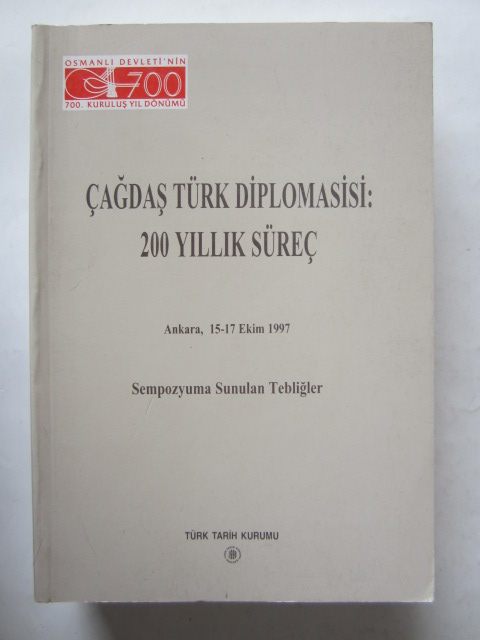 OSMANLI DEVLETİ'NİN
700
700. KURULUŞ YIL DÖNÜMÜ
ÇAĞDAŞ TÜRK DİPLOMASİSİ:
200 YILLIK SÜREÇ
Ankara, 15-17 Ekim 1997
Sempozyuma Sunulan Tebliğler
TÜRK TARİH KURUMU